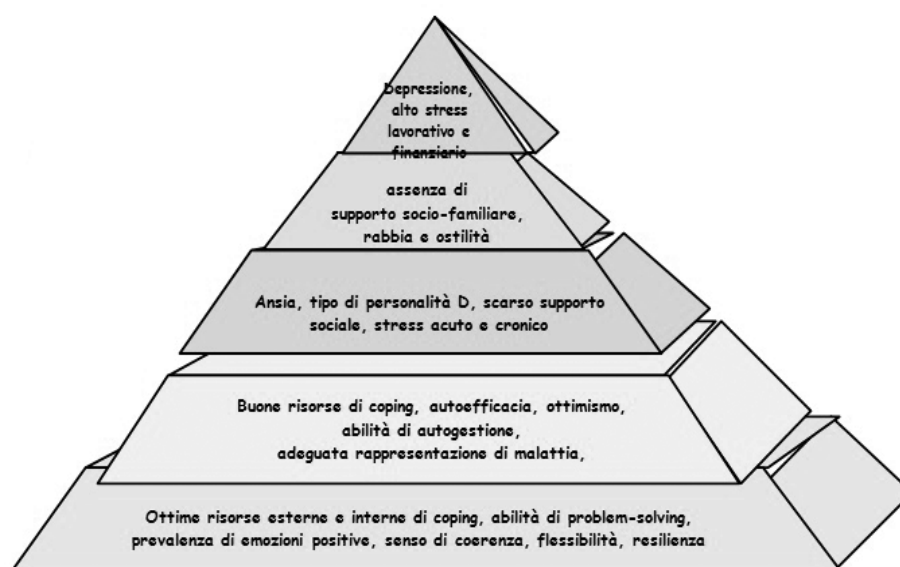 Depressione,
alto stress
lavorativo e
finanziario
assenza di
supporto socio-familiare,
rabbia e ostilità
Ansia, tipo di personalità D, scarso supporto
sociale, stress acuto e cronico
Buone risorse di coping, autoefficacia, ottimismo,
abilità di autogestione,
adeguata rappresentazione di malattia,
Ottime risorse esterne e interne di coping, abilità di problem-solving,
prevalenza di emozioni positive, senso di coerenza, flessibilità, resilienza